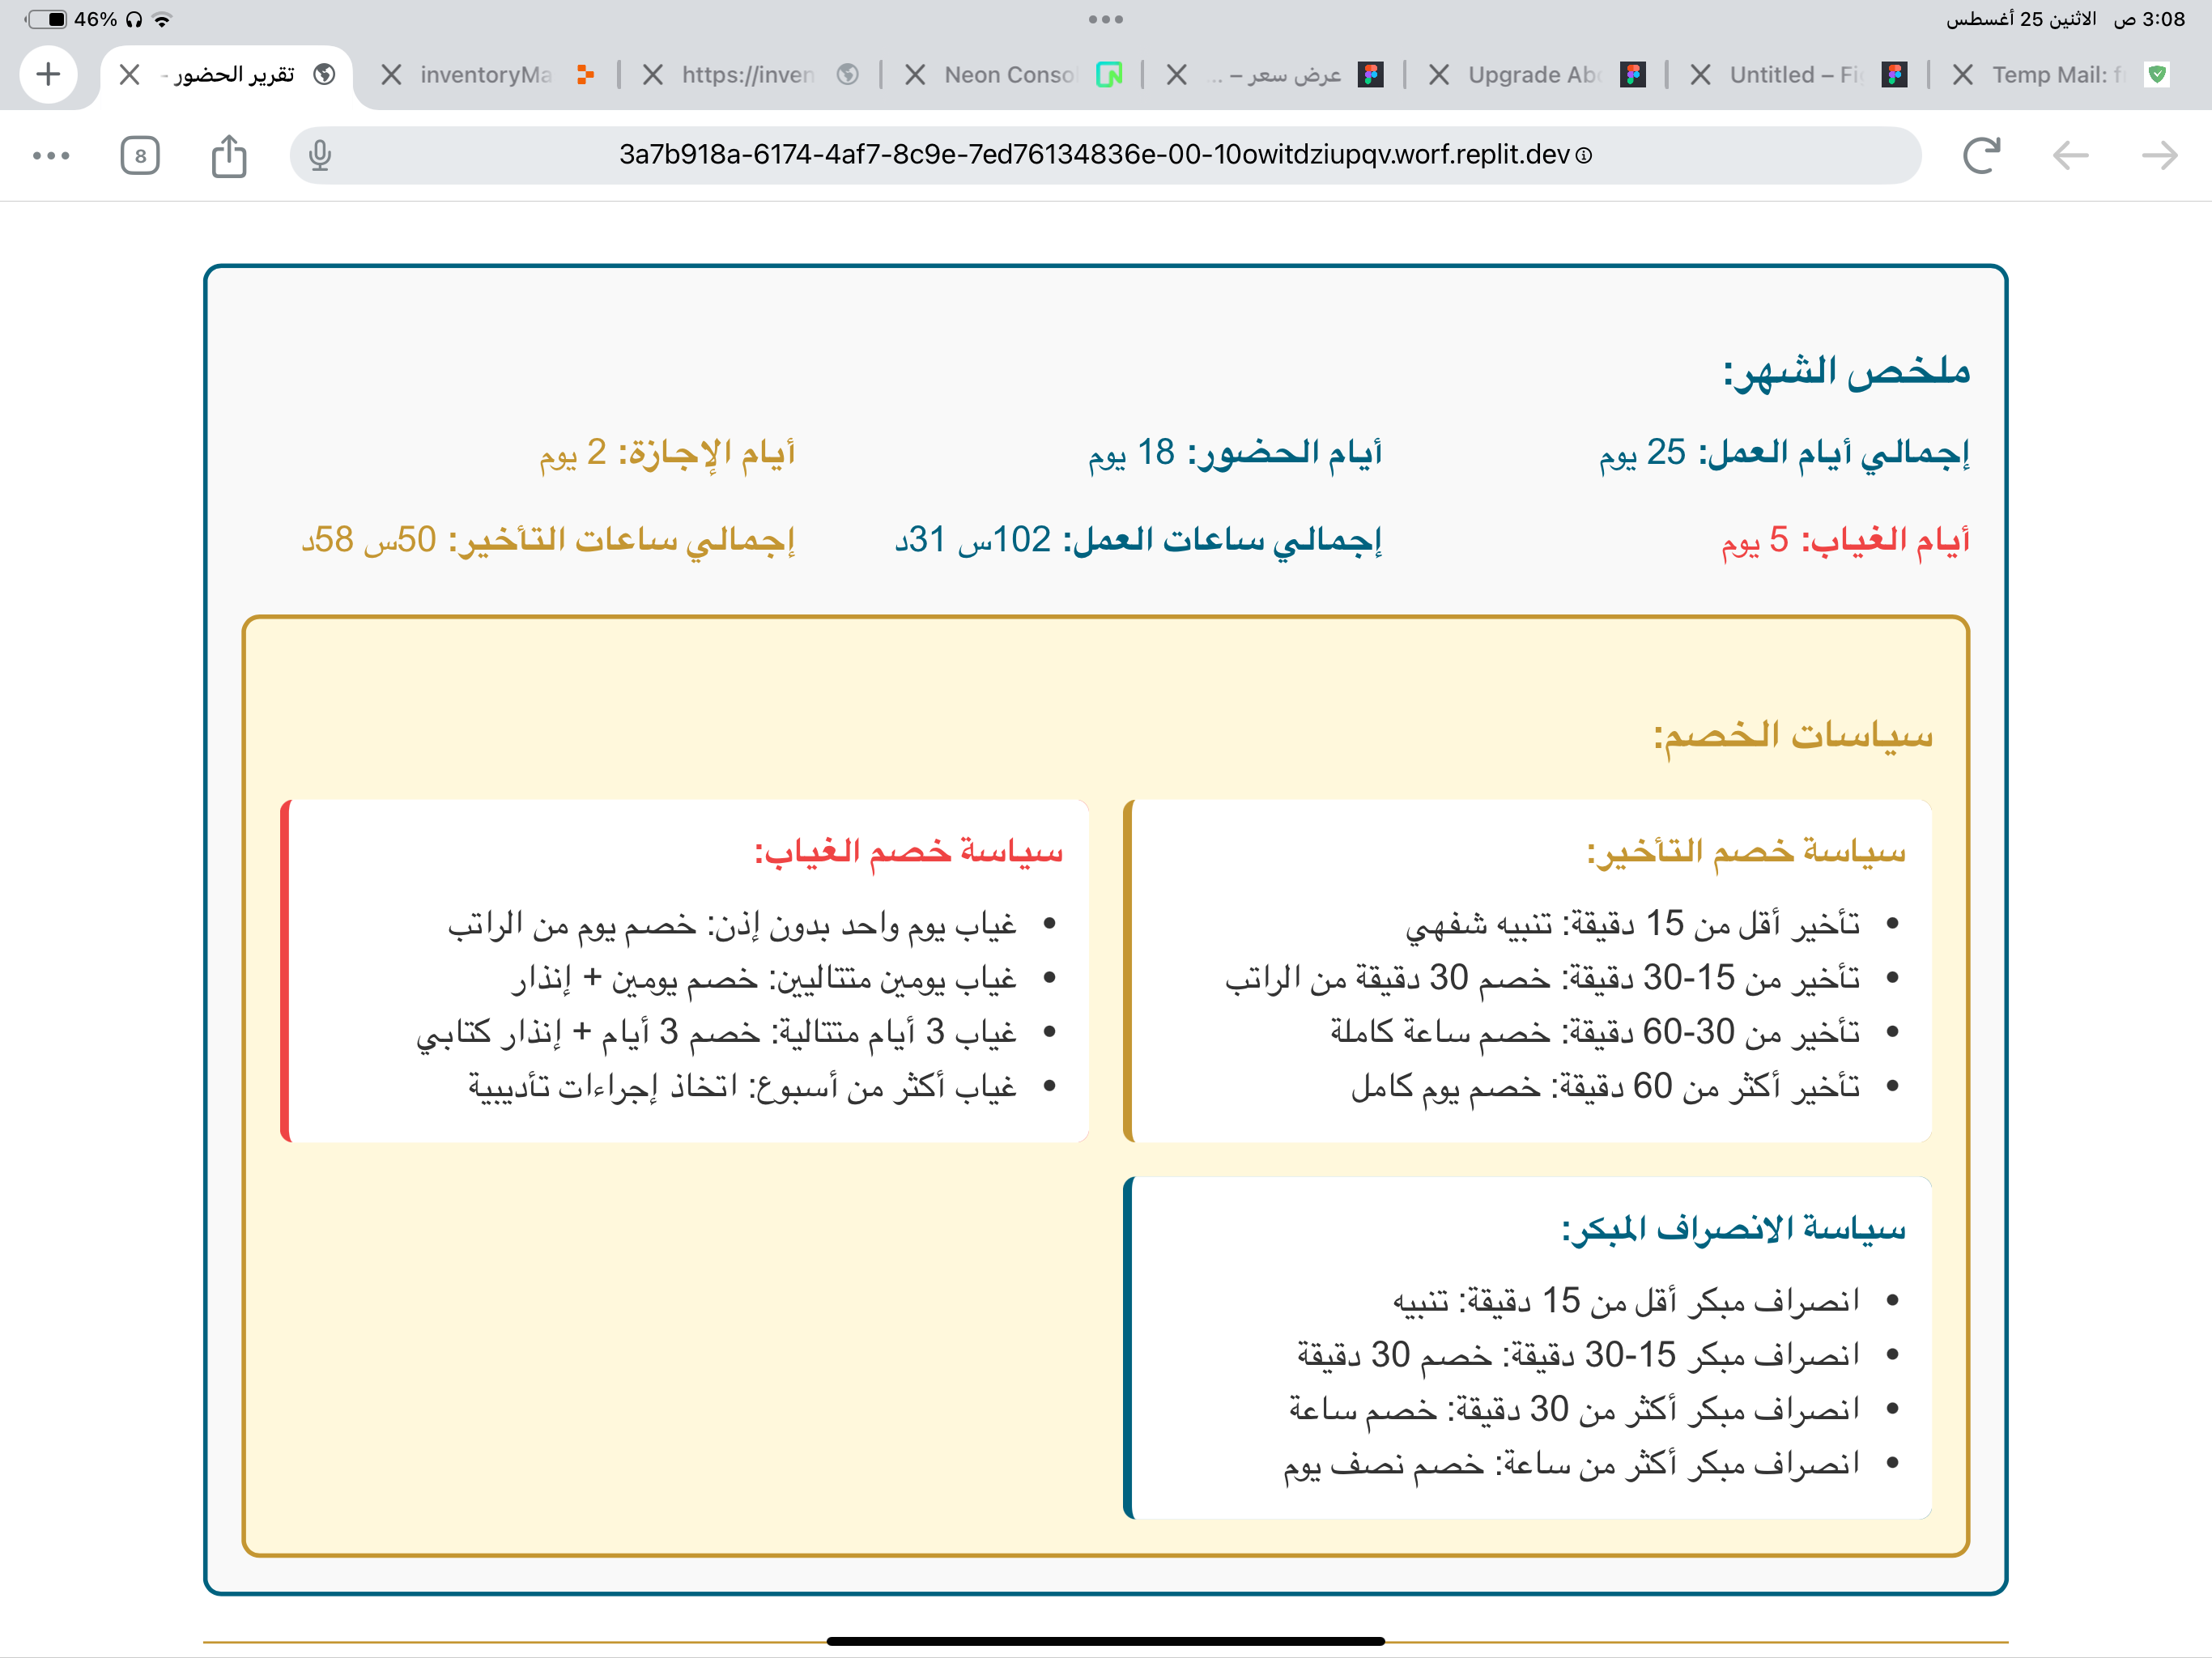 46%
3:08 ص الاثنين 25 أغسطس
تقرير الحضور -
inventoryMa
https://inven
Neon Conso
عرض سعر – ...
Upgrade Ab
Untitled – Fi
Temp Mail: f
8
3a7b918a-6174-4af7-8c9e-7ed76134836e-00-10owitdziupqv.worf.replit.dev
ملخص الشهر:
إجمالي أيام العمل: 25 يوم
أيام الحضور: 18 يوم
أيام الإجازة: 2 يوم
أيام الغياب: 5 يوم
إجمالي ساعات العمل: 102س 31د
إجمالي ساعات التأخير: 50س 58د
سياسات الخصم:
سياسة خصم التأخير:
• تأخير أقل من 15 دقيقة: تنبيه شفهي
• تأخير من 15-30 دقيقة: خصم 30 دقيقة من الراتب
• تأخير من 30-60 دقيقة: خصم ساعة كاملة
• تأخير أكثر من 60 دقيقة: خصم يوم كامل
سياسة خصم الغياب:
• غياب يوم واحد بدون إذن: خصم يوم من الراتب
• غياب يومين متتاليين: خصم يومين + إنذار
• غياب 3 أيام متتالية: خصم 3 أيام + إنذار كتابي
• غياب أكثر من أسبوع: اتخاذ إجراءات تأديبية
سياسة الانصراف المبكر:
• انصراف مبكر أقل من 15 دقيقة: تنبيه
• انصراف مبكر 15-30 دقيقة: خصم 30 دقيقة
• انصراف مبكر أكثر من 30 دقيقة: خصم ساعة
• انصراف مبكر أكثر من ساعة: خصم نصف يوم